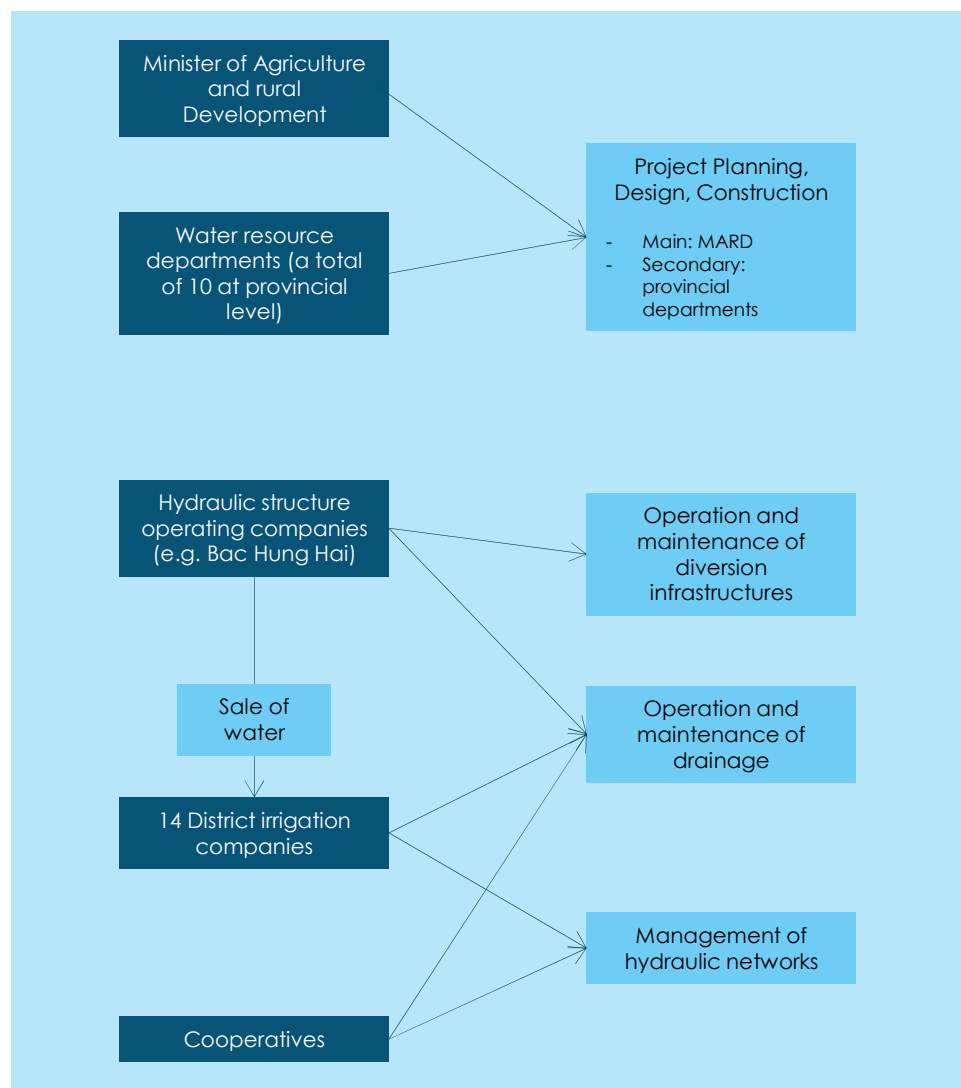 Minister of Agriculture
and rural
Development
Project Planning,
Design, Construction
- Main: MARD
- Secondary:
provincial
departments
Water resource
departments (a total
of 10 at provincial
level)
Hydraulic structure
operating companies
(e.g. Bac Hung Hai)
Operation and
maintenance of
diversion
infrastructures
Sale of
water
Operation and
maintenance of
drainage
14 District irrigation
companies
Management of
hydraulic networks
Cooperatives